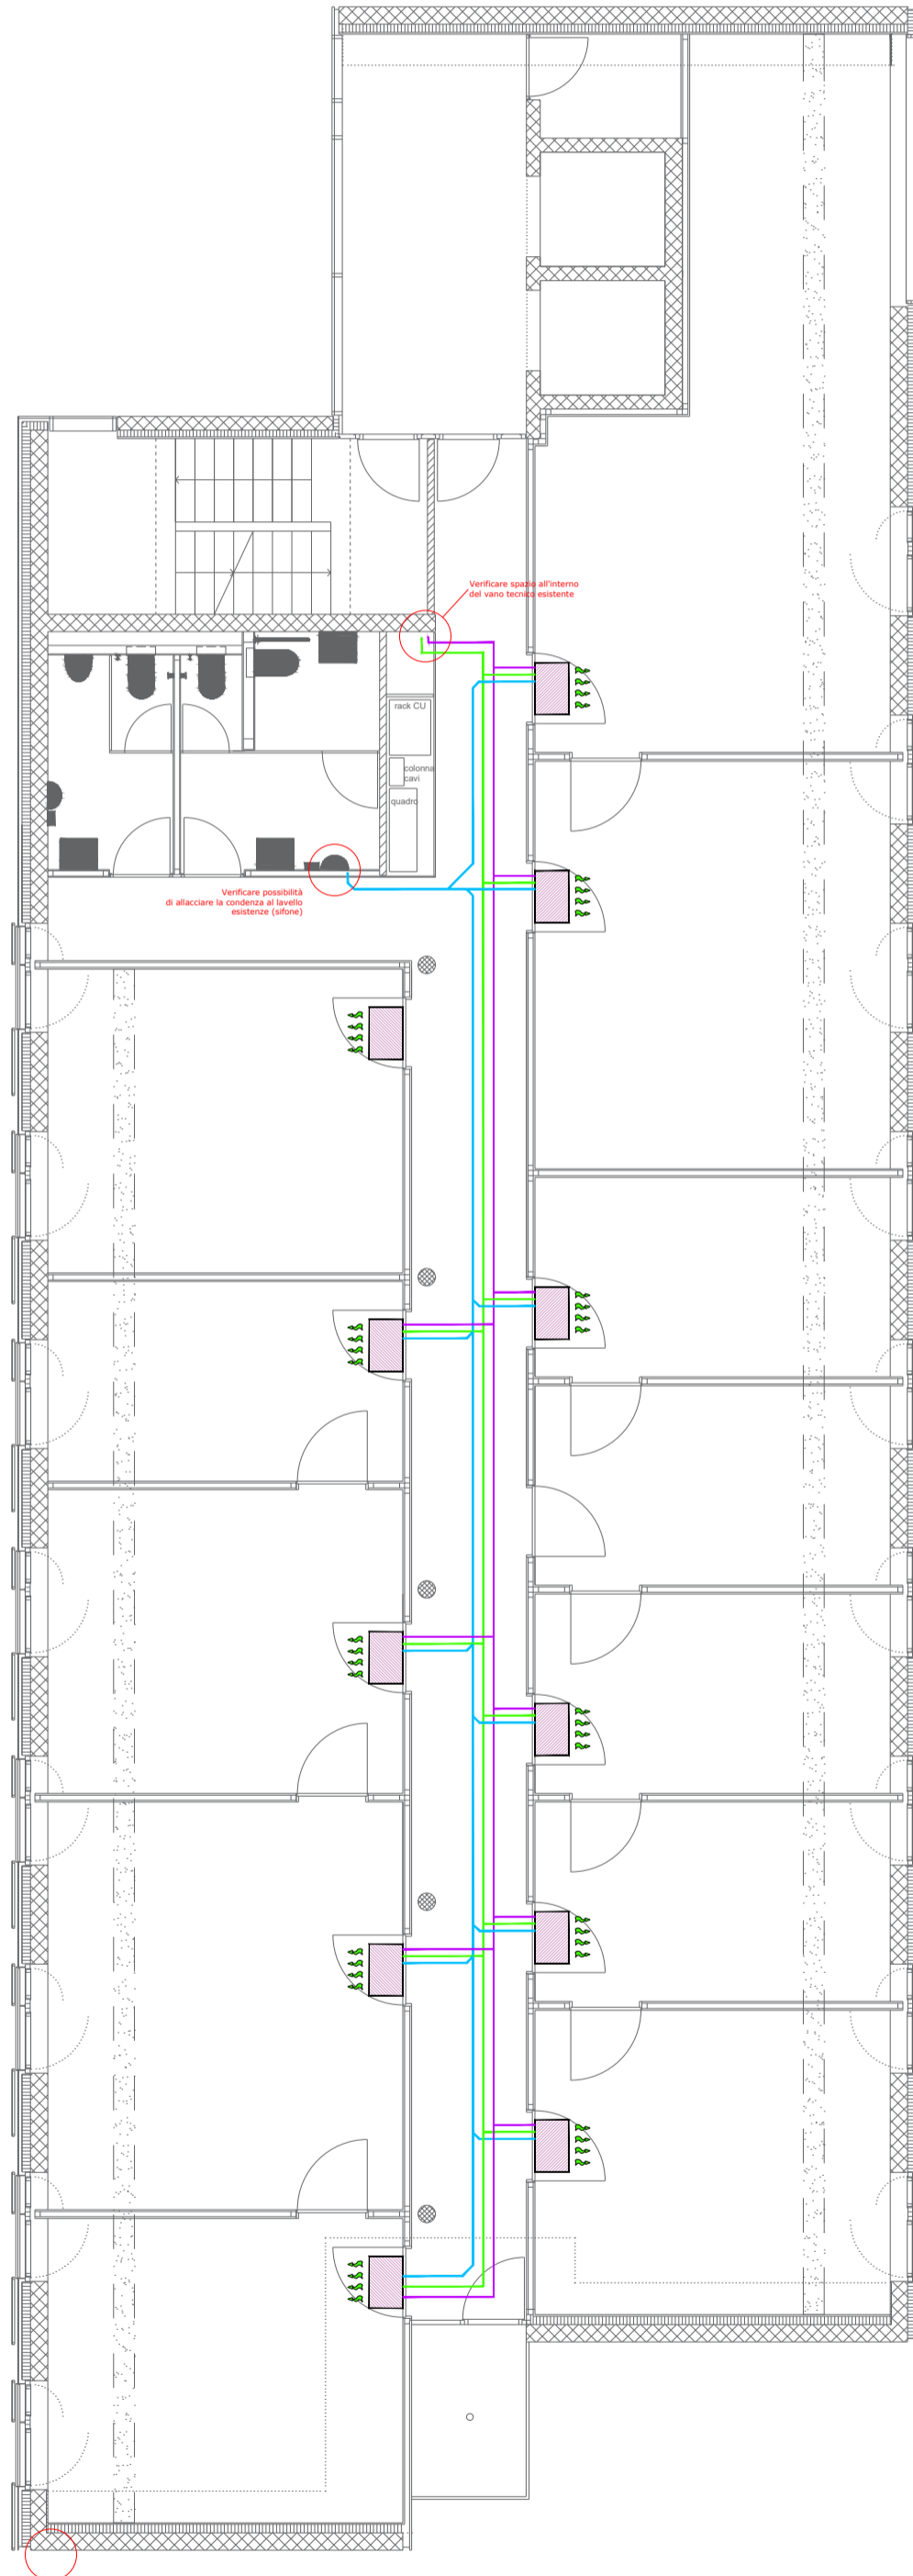 Verificare spazio all'interno
del vano tecnico esistente
rack CU
colonna
cavi
quadro
Verificare possibilità
di allacciare la condenza al lavello
esistenze (sifone)